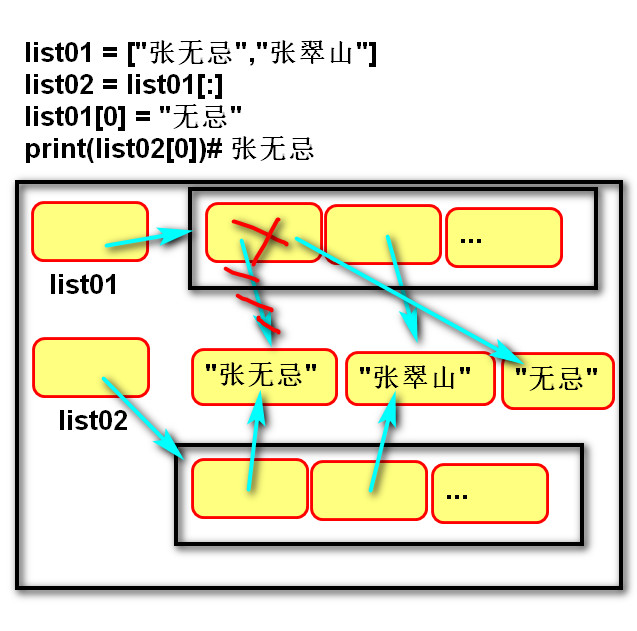 list01 = ["张无忌","张翠山"]
list02 = list01[:]
list01[0] = "无忌"
print(list02[0])# 张无忌
...
list01
"张无忌" "张翠山" "无忌"
list02
...